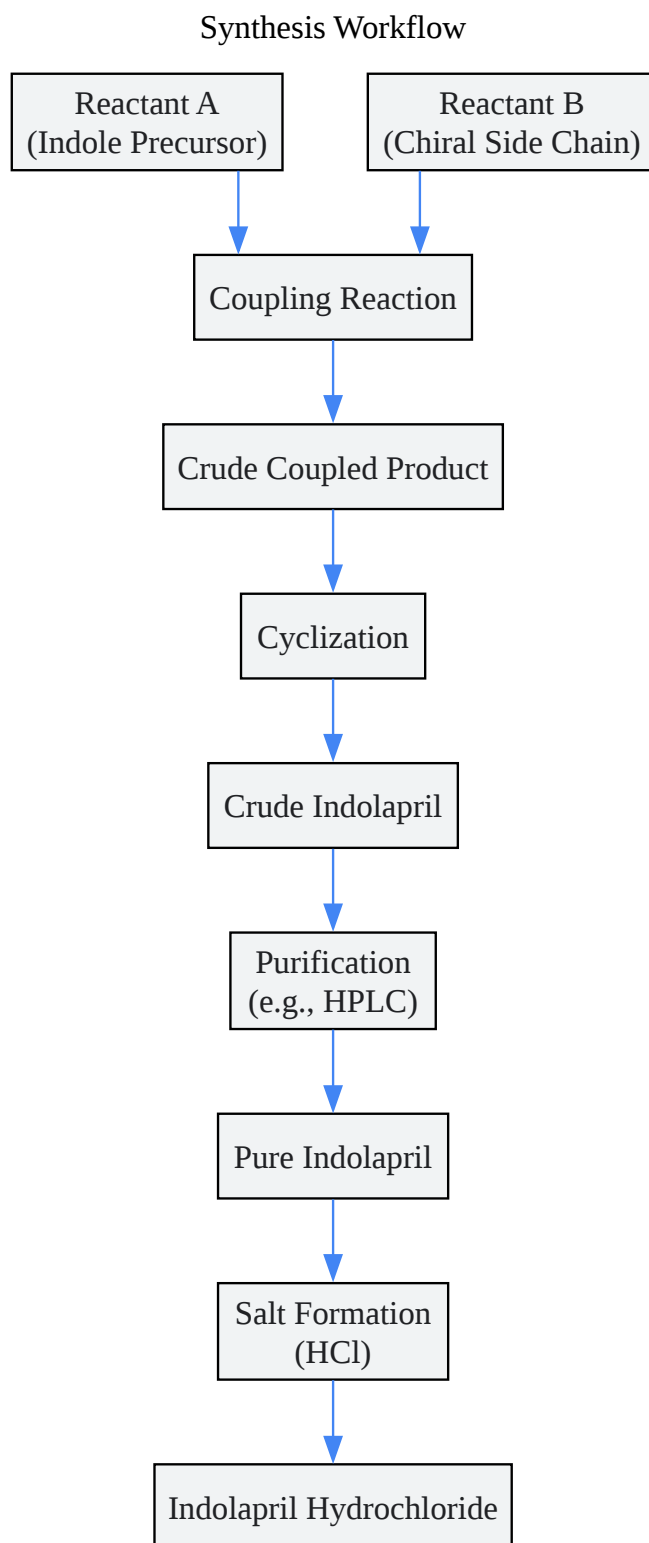 Synthesis Workflow
Reactant A
(Indole Precursor)
Reactant B
(Chiral Side Chain)
Coupling Reaction
Crude Coupled Product
Cyclization
Crude Indolapril
Purification
(e.g., HPLC)
Pure Indolapril
Salt Formation
(HCl)
Indolapril Hydrochloride